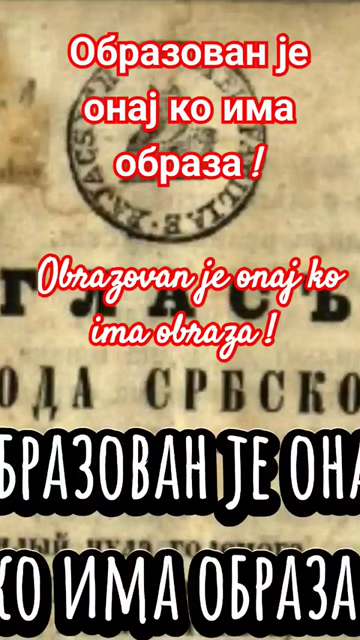 Образован је
онај ко има
образа !
Obrazovan je onaj ko
ima obraza !
ГЛАСЪ
ОДА СРБСКО
БРАЗОВАН ЈЕ ОНА
КО ИМА ОБРАЗА